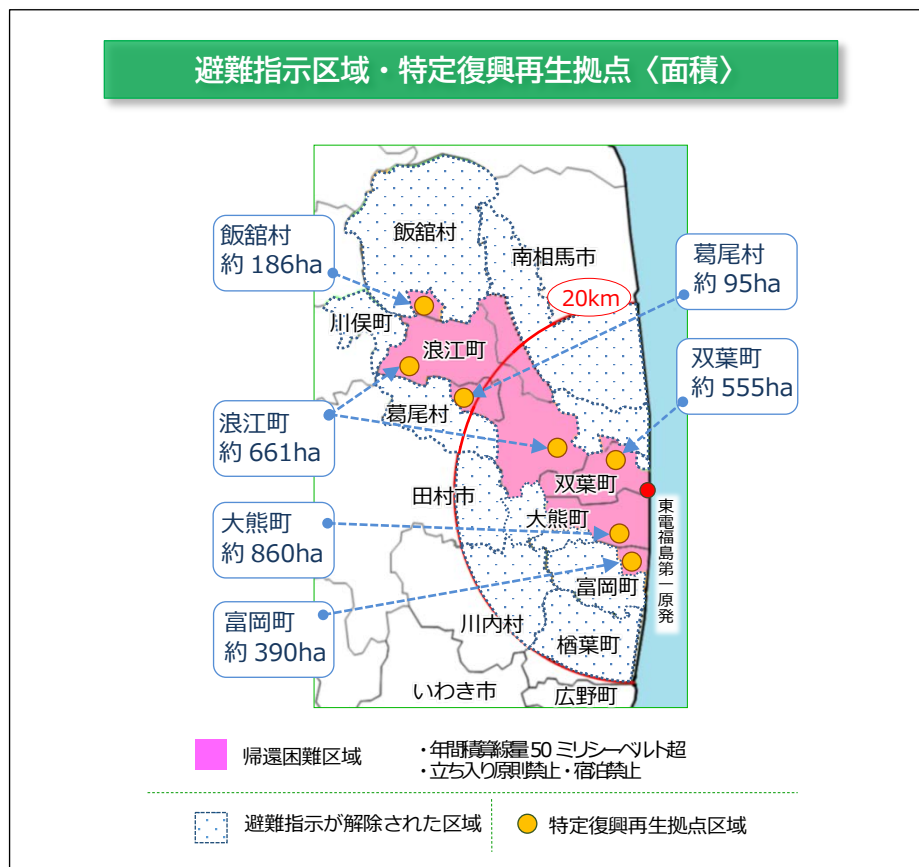 避難指示区域・特定復興再生拠点〈面積〉
飯舘村
約 186ha
飯舘村
南相馬市
葛尾村
約 95ha
20km
川俣町
浪江町
双葉町
約 555ha
葛尾村
浪江町
約 661ha
双葉町
田村市
大熊町
大熊町
約 860ha
東電福島第一原発
富岡町
富岡町
約 390ha
川内村
楢葉町
いわき市
広野町
帰還困難区域
・年間積算線量50 ミリシーベルト超
・立ち入り原則禁止・宿泊禁止
避難指示が解除された区域
特定復興再生拠点区域